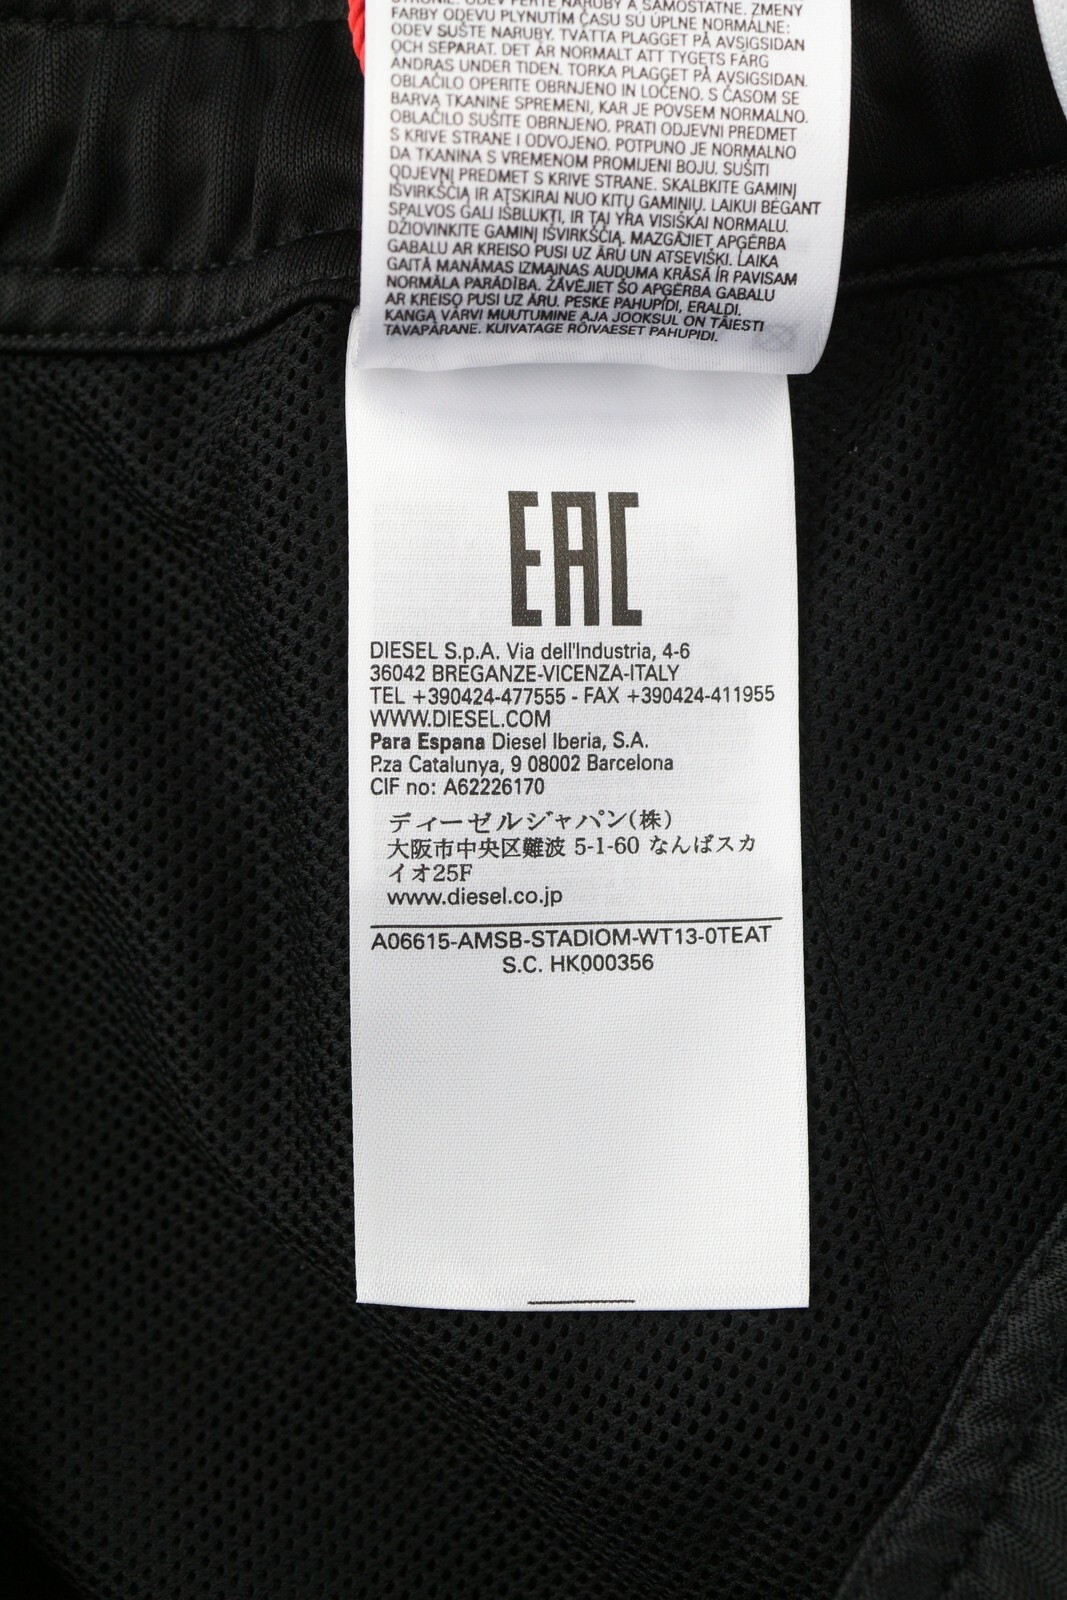 ODEV PERTE NARUBY A SAMOSTATNE. ZMENY
FARBY ODEVU PLYNUTÍM ČASU SÚ ÚPLNE NORMÁLNE:
ODEV SUŠTE NARUBY. TVÄTTA PLAGGET PÅ AVSIGSIDAN
OCH SEPARAT. DET ÄR NORMALT ATT TYGETS FÄRG
ÄNDRAS UNDER TIDEN. TORKA PLAGGET PÅ AVSIGSIDAN.
OBLAČILO OPERITE OBRNJENO IN LOČENO. S ČASOM SE
BARVA TKANINE SPREMENI, KAR JE POVSEM NORMALNO.
OBLAČILO SUŠITE OBRNJENO. PRATI ODJEVNI PREDMET
S KRIVE STRANE I ODVOJENO. POTPUNO JE NORMALNO
DA TKANINA S VREMENOM PROMIJENI BOJU. SUŠITI
ODJEVNI PREDMET S KRIVE STRANE. SKALBKITE GAMINĮ
IŠVIRKŠČIĄ IR ATSKIRAI NUO KITŲ GAMINIŲ. LAIKUI BĖGANT
SPALVOS GALI IŠBLUKTI, IR TAI YRA VISIŠKAI NORMALU.
DŽIOVINKITE GAMINĮ IŠVIRKŠČIĄ. MAZGĀJIET APĢĒRBA
GABALU AR KREISO PUSI UZ ĀRU UN ATSEVIŠĶI. LAIKA
GAITĀ MANĀMAS IZMAIŅAS AUDUMA KRĀSĀ IR PAVISAM
NORMĀLA PARĀDĪBA. ŽĀVĒJIET ŠO APĢĒRBA GABALU
AR KREISO PUSI UZ ĀRU. PESKE PAHUPIDI, ERALDI.
KANGA VÄRVI MUUTUMINE AJA JOOKSUL ON TÄIESTI
TAVAPÄRANE. KUIVATAGE RÕIVAESET PAHUPIDI.
EAC
DIESEL S.p.A. Via dell'Industria, 4-6
36042 BREGANZE-VICENZA-ITALY
TEL +390424-477555 - FAX +390424-411955
WWW.DIESEL.COM
Para Espana Diesel Iberia, S.A.
P.za Catalunya, 9 08002 Barcelona
CIF no: A62226170
ディーゼルジャパン(株)
大阪市中央区難波 5-1-60 なんばスカ
イオ25F
www.diesel.co.jp
A06615-AMSB-STADIOM-WT13-0TEAT
S.C. HK000356